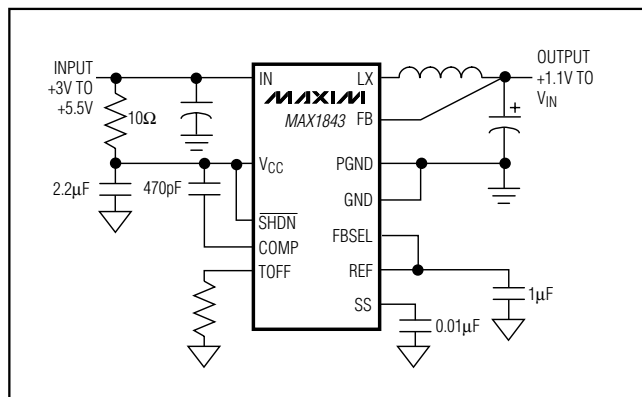 INPUT
+3V TO
+5.5V
10Ω
2.2µF
470pF
IN
VCC
SHDN
COMP
TOFF
MAXIM
MAX1843
LX
FB
PGND
GND
FBSEL
REF
SS
OUTPUT
+1.1V TO
VIN
1µF
0.01µF